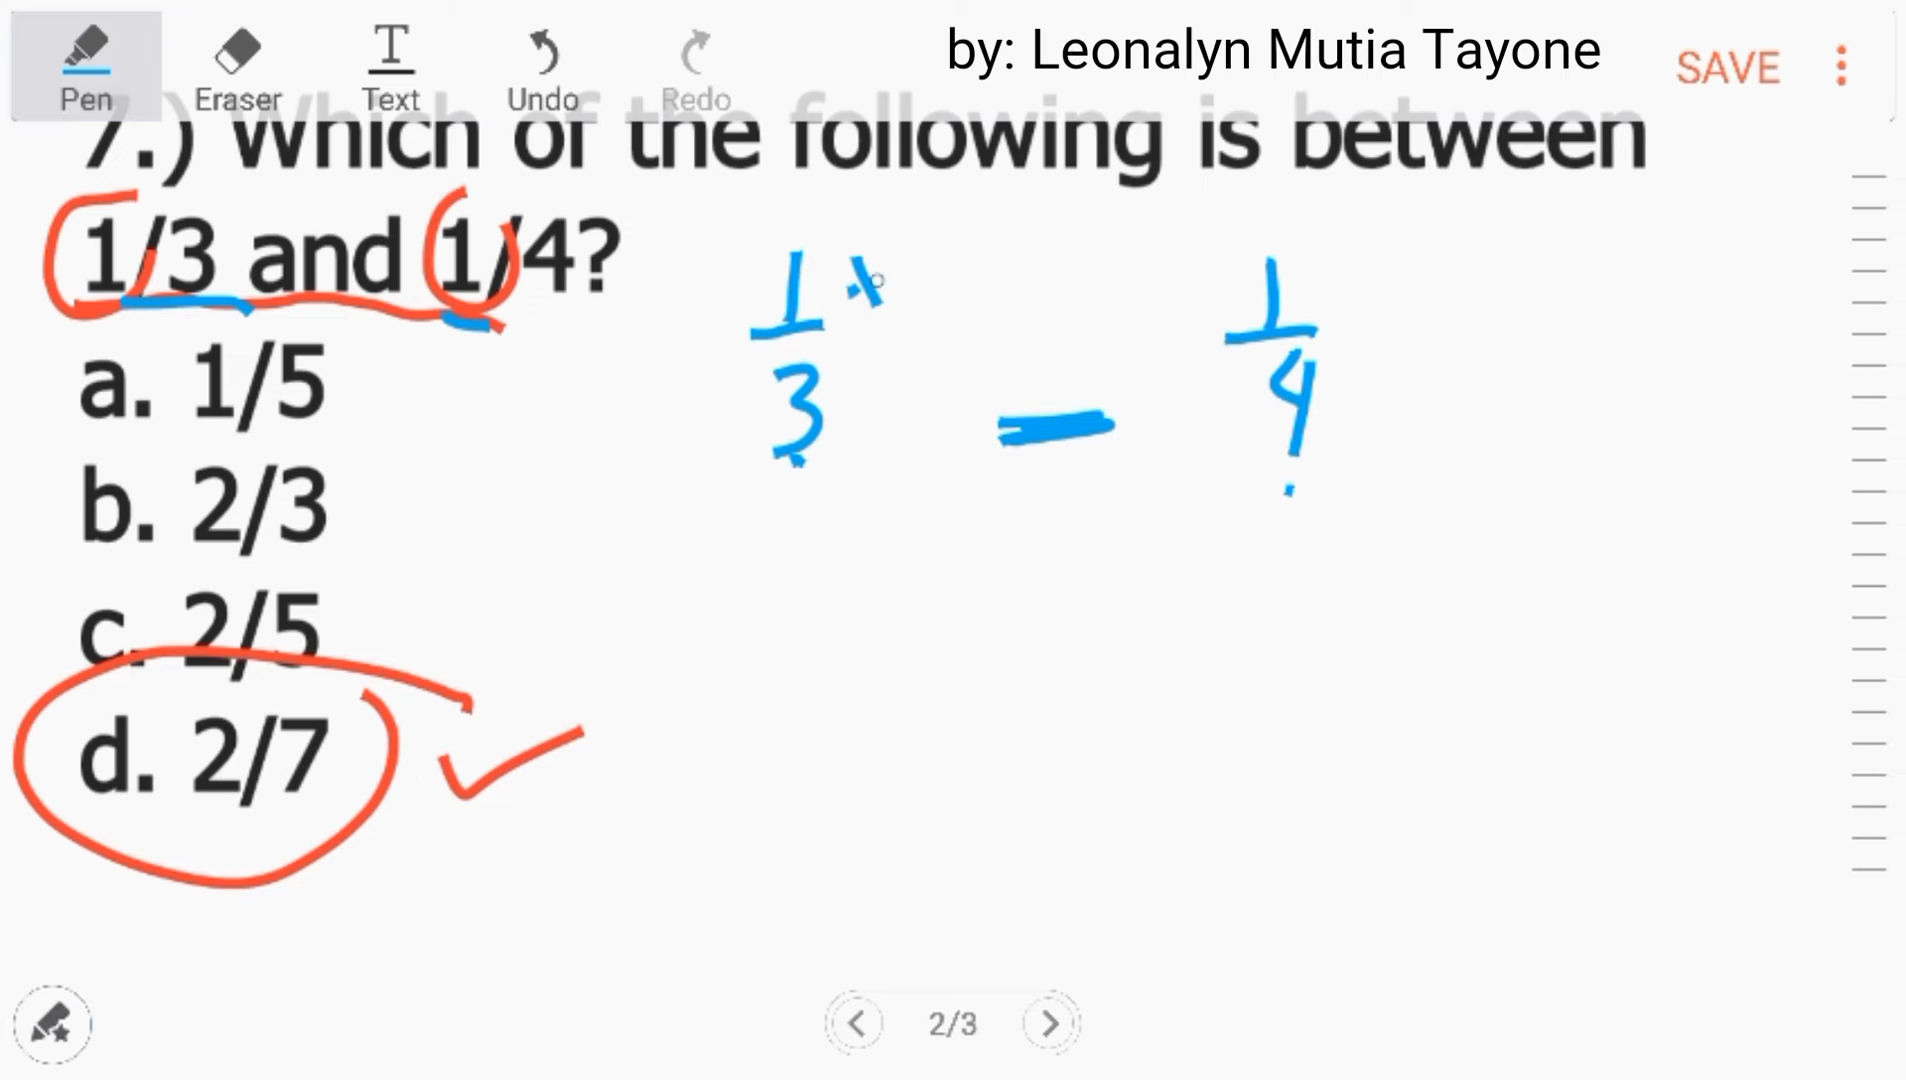 by: Leonalyn Mutia Tayone
SAVE
Pen Eraser Text Undo Redo
7.) Which of the following is between
1/3 and 1/4?
a. 1/5
b. 2/3
c. 2/5
d. 2/7
1 × 1
3 — 4
2/3